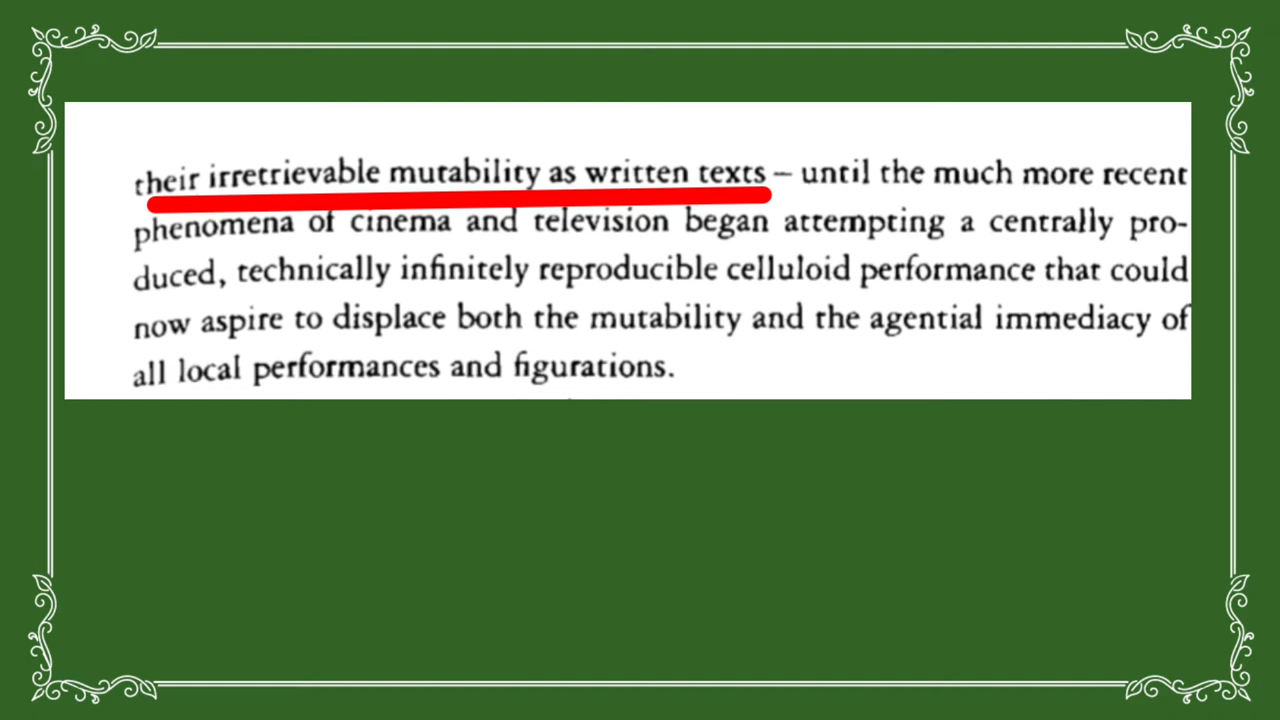 their irretrievable mutability as written texts – until the much more recent
phenomena of cinema and television began attempting a centrally pro-
duced, technically infinitely reproducible celluloid performance that could
now aspire to displace both the mutability and the agential immediacy of
all local performances and figurations.